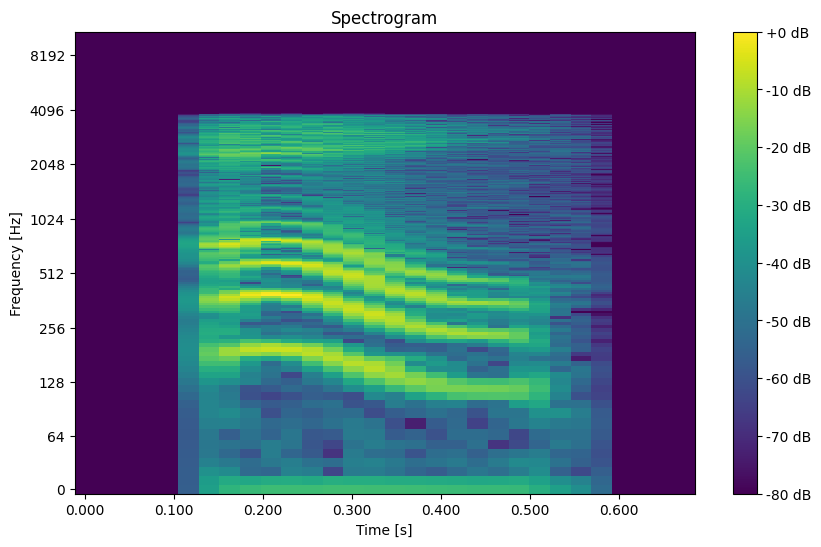 Spectrogram
Frequency [Hz]
8192
4096
2048
1024
512
256
128
64
0
0.000 0.100 0.200 0.300 0.400 0.500 0.600
Time [s]
+0 dB
-10 dB
-20 dB
-30 dB
-40 dB
-50 dB
-60 dB
-70 dB
-80 dB